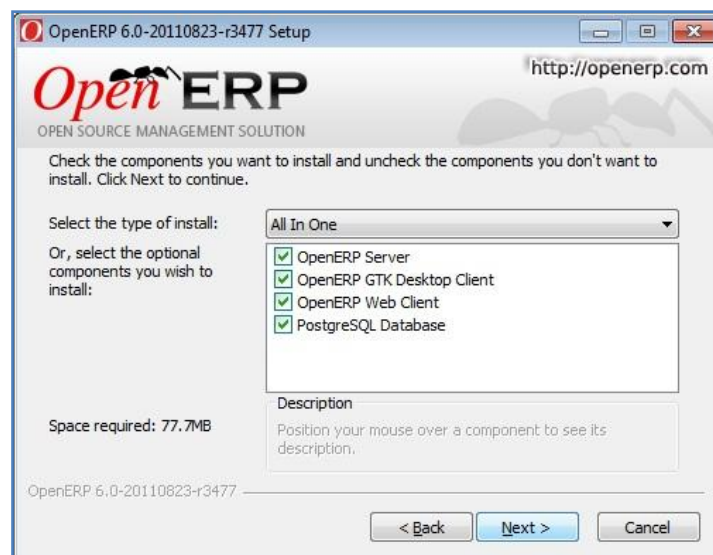 OpenERP 6.0-20110823-r3477 Setup
Open ERP
http://openerp.com
OPEN SOURCE MANAGEMENT SOLUTION
Check the components you want to install and uncheck the components you don't want to
install. Click Next to continue.
Select the type of install:
All In One
Or, select the optional
components you wish to
install:
OpenERP Server
OpenERP GTK Desktop Client
OpenERP Web Client
PostgreSQL Database
Space required: 77.7MB
Description
Position your mouse over a component to see its
description.
OpenERP 6.0-20110823-r3477
< Back
Next >
Cancel